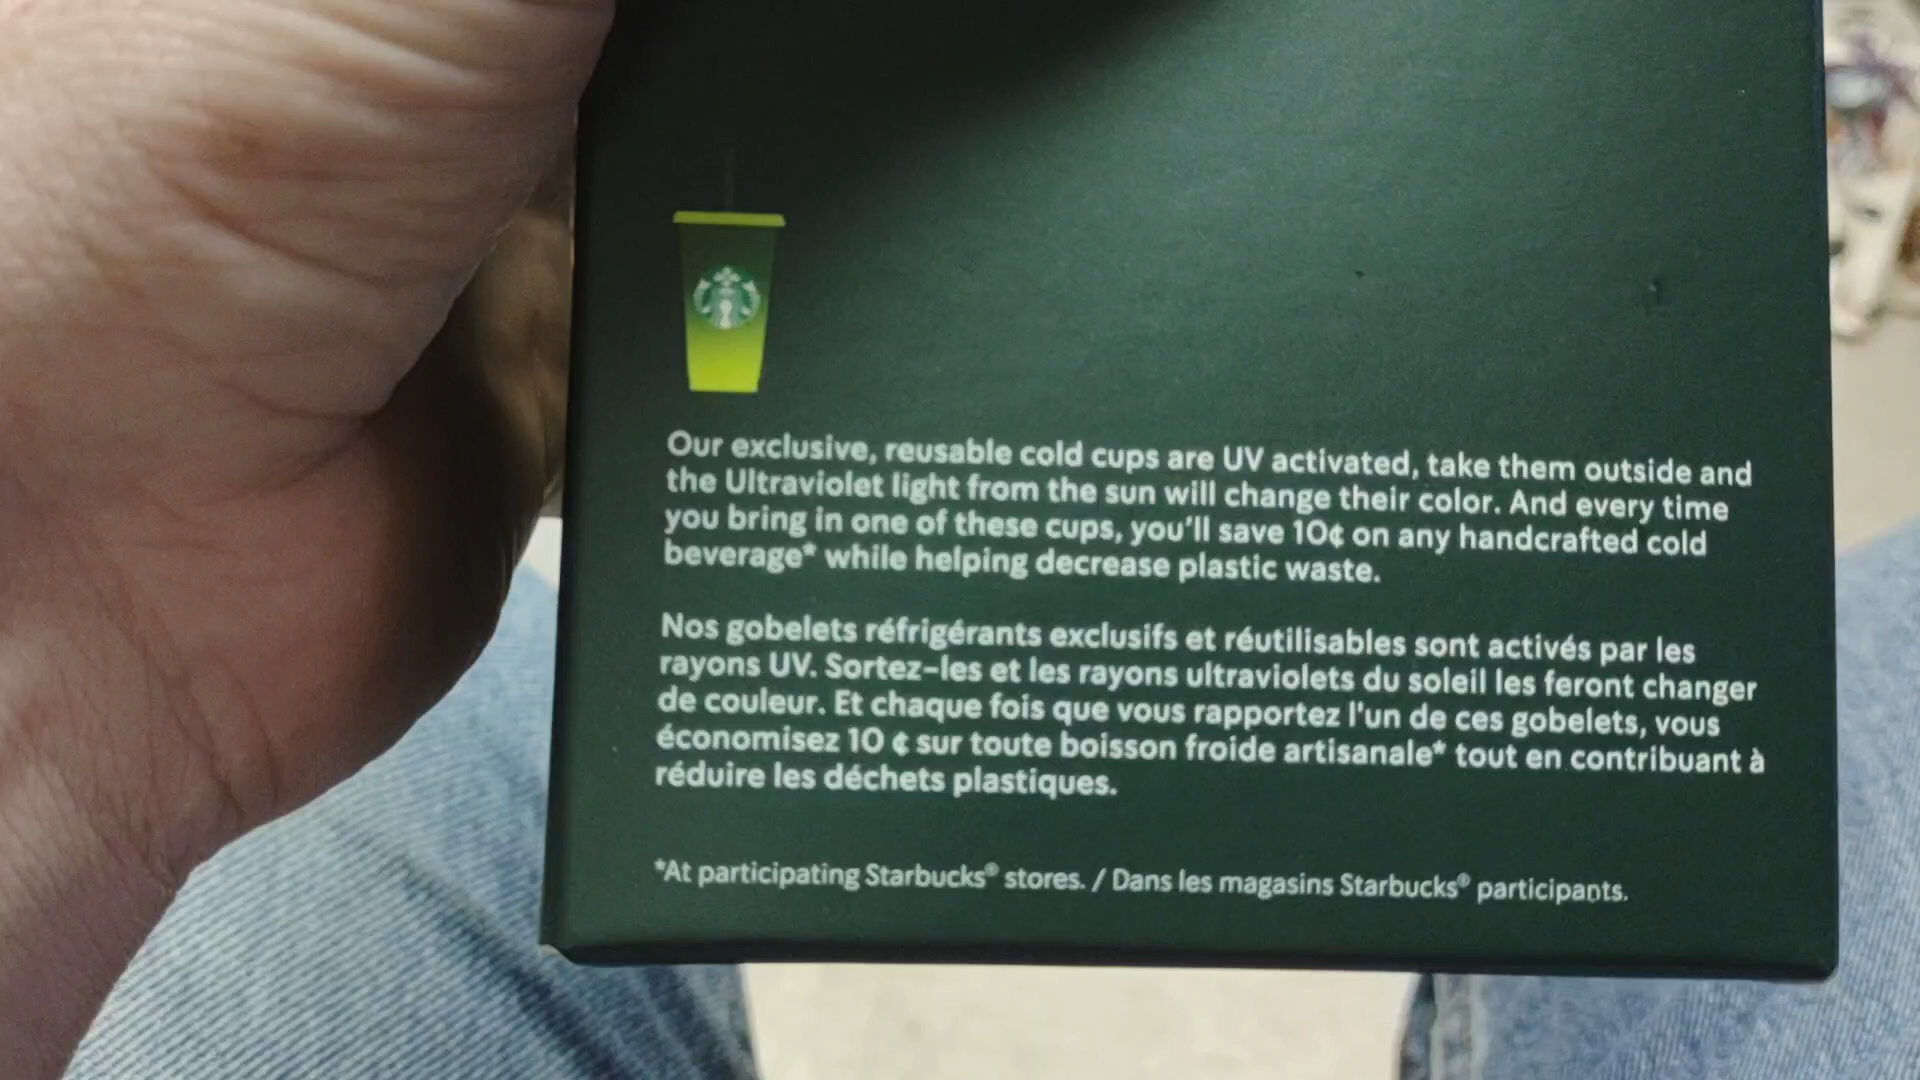 Our exclusive, reusable cold cups are UV activated, take them outside and
the Ultraviolet light from the sun will change their color. And every time
you bring in one of these cups, you'll save 10¢ on any handcrafted cold
beverage* while helping decrease plastic waste.
Nos gobelets réfrigérants exclusifs et réutilisables sont activés par les
rayons UV. Sortez-les et les rayons ultraviolets du soleil les feront changer
de couleur. Et chaque fois que vous rapportez l'un de ces gobelets, vous
économisez 10 ¢ sur toute boisson froide artisanale* tout en contribuant à
réduire les déchets plastiques.
*At participating Starbucks® stores. / Dans les magasins Starbucks® participants.